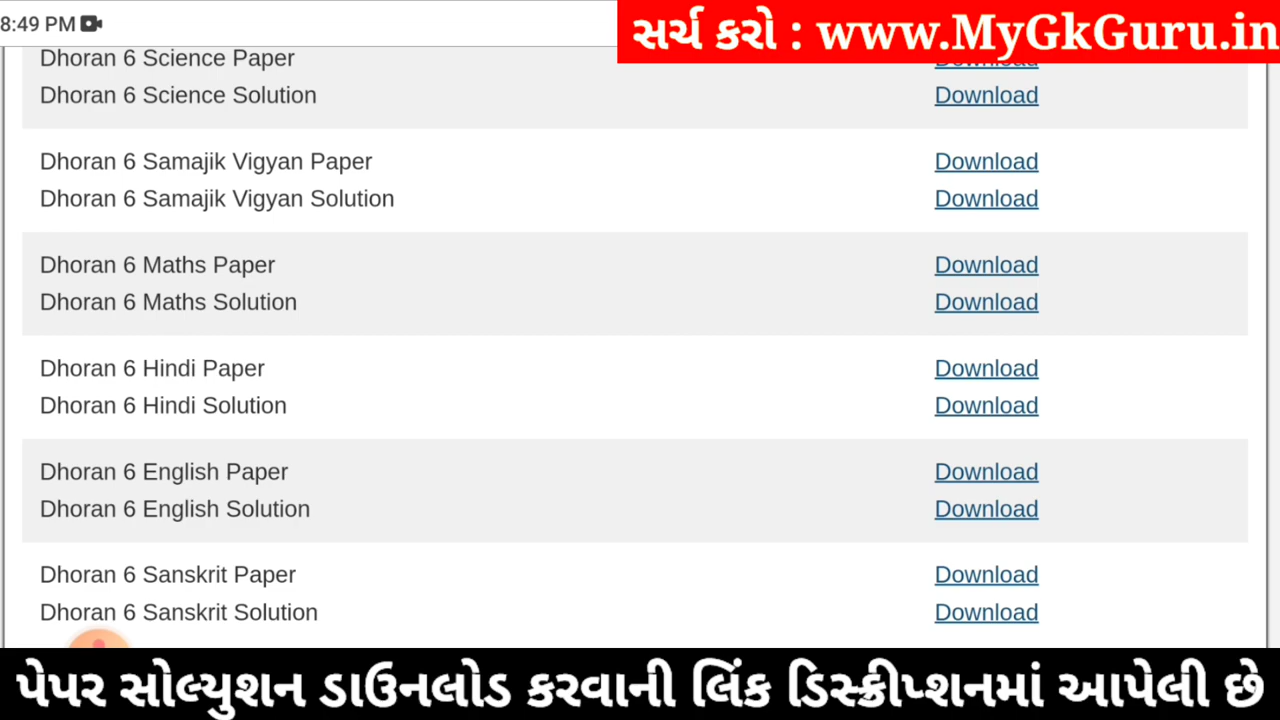 8:49 PM
સર્ચ કરો : www.MyGkGuru.in
Dhoran 6 Science Paper Download
Dhoran 6 Science Solution Download
Dhoran 6 Samajik Vigyan Paper Download
Dhoran 6 Samajik Vigyan Solution Download
Dhoran 6 Maths Paper Download
Dhoran 6 Maths Solution Download
Dhoran 6 Hindi Paper Download
Dhoran 6 Hindi Solution Download
Dhoran 6 English Paper Download
Dhoran 6 English Solution Download
Dhoran 6 Sanskrit Paper Download
Dhoran 6 Sanskrit Solution Download
પેપર સોલ્યુશન ડાઉનલોડ કરવાની લિંક ડિસ્ક્રીપ્શનમાં આપેલી છે